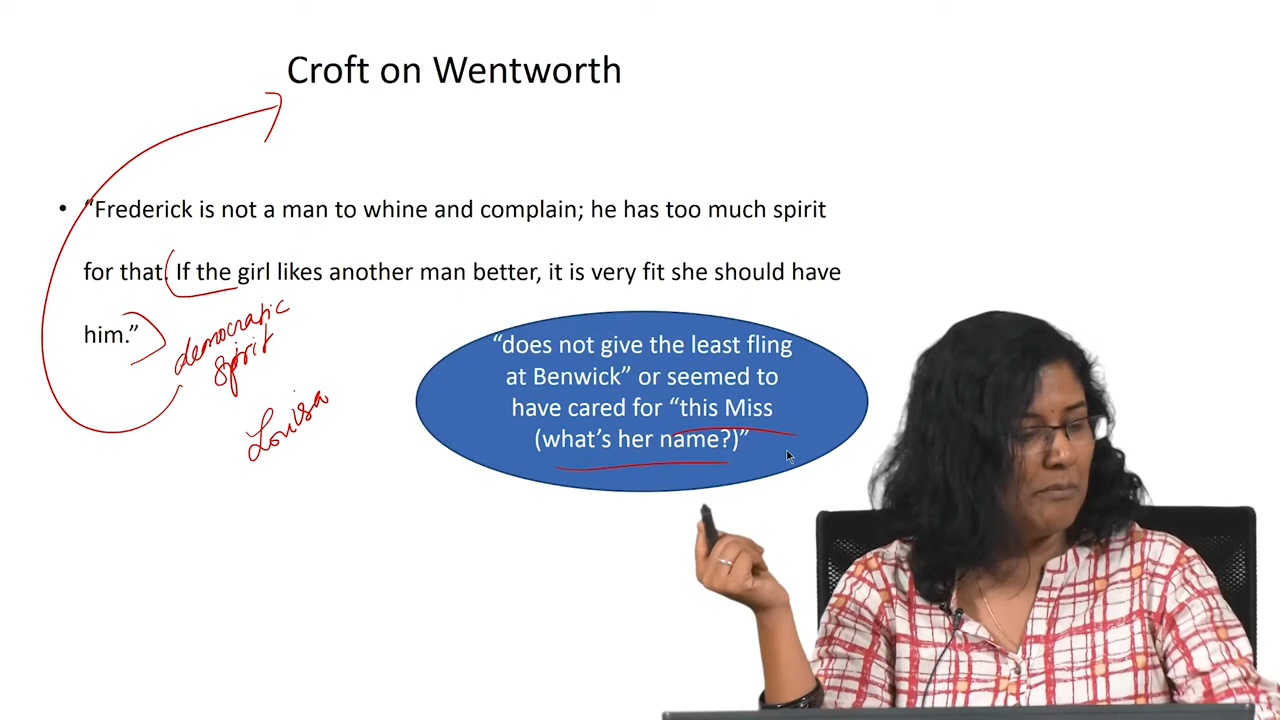 Croft on Wentworth
• “Frederick is not a man to whine and complain; he has too much spirit
for that. If the girl likes another man better, it is very fit she should have
him.”
democratic
spirit
Louisa
“does not give the least fling
at Benwick” or seemed to
have cared for “this Miss
(what’s her name?)”